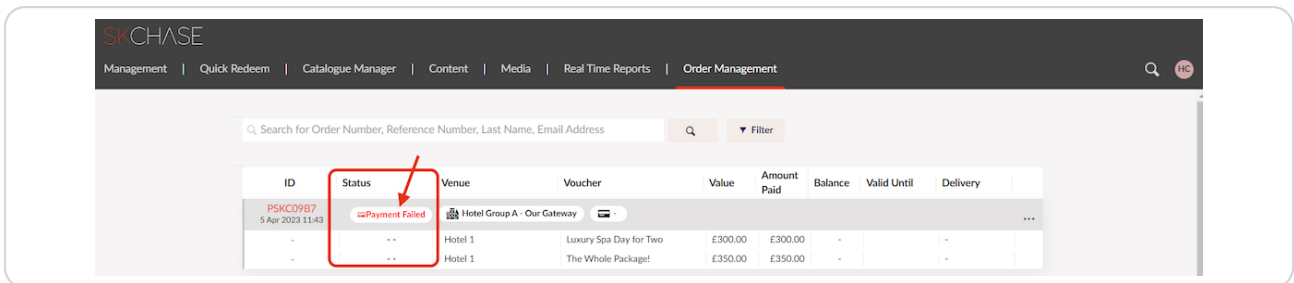 SKCHASE
Management | Quick Redeem | Catalogue Manager | Content | Media | Real Time Reports | Order Management HC
Search for Order Number, Reference Number, Last Name, Email Address Filter
ID Status Venue Voucher Value Amount Paid Balance Valid Until Delivery
PSKC09B7 Payment Failed Hotel Group A - Our Gateway - ...
5 Apr 2023 11:43
- - - Hotel 1 Luxury Spa Day for Two £300.00 £300.00 - -
- - - Hotel 1 The Whole Package! £350.00 £350.00 - -